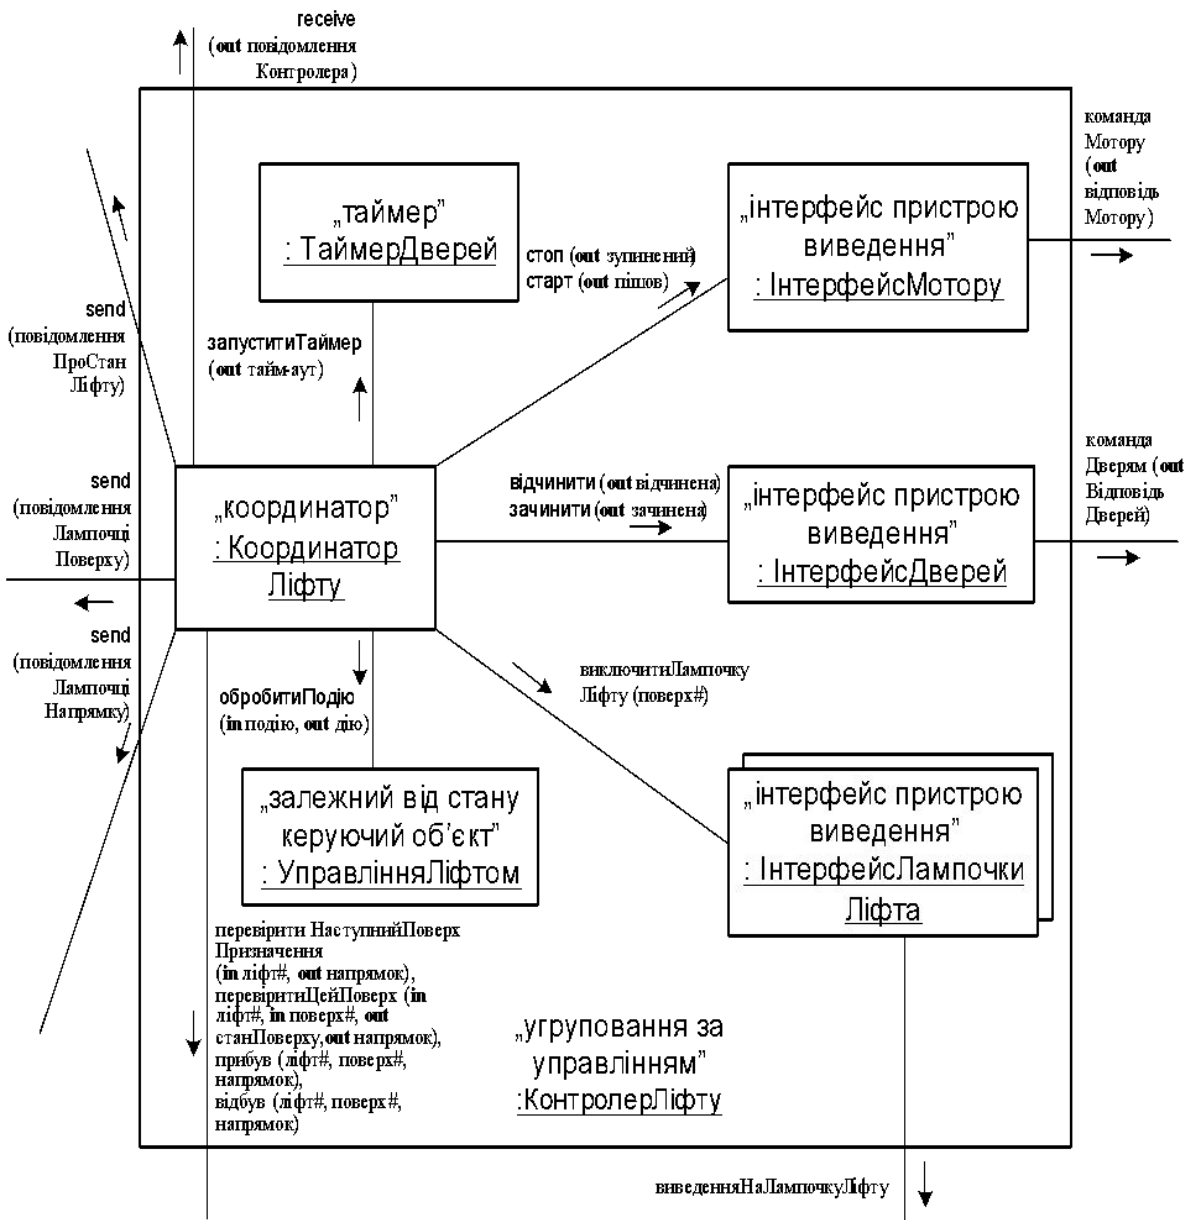 receive
(out повідомлення
Контролера)
команда
Мотору
(out
відповідь
Мотору)
„таймер”
: ТаймерДверей
стоп (out зупинений)
старт (out пішов)
„інтерфейс пристрою
виведення”
: ІнтерфейсМотору
send
(повідомлення
ПроСтан
Ліфту)
запуститиТаймер
(out тайм-аут)
команда
Дверям (out
Відповідь
Дверей)
send
(повідомлення
Лампочці
Поверху)
„координатор”
: Координатор
Ліфту
відчинити (out відчинена)
зачинити (out зачинена)
„інтерфейс пристрою
виведення”
: ІнтерфейсДверей
send
(повідомлення
Лампочці
Напрямку)
обробитиПодію
(in подію, out дію)
виключитиЛампочку
Ліфту (поверх#)
„залежний від стану
керуючий об’єкт”
: УправлінняЛіфтом
„інтерфейс пристрою
виведення”
: ІнтерфейсЛампочки
Ліфта
перевірити НаступнийПоверх
Призначення
(in ліфт#, out напрямок),
перевіритиЦейПоверх (in
ліфт#, in поверх#, out
станПоверху,out напрямок),
прибув (ліфт#, поверх#,
напрямок),
відбув (ліфт#, поверх#,
напрямок)
„угруповання за
управлінням”
:КонтролерЛіфту
виведенняНаЛампочкуЛіфту